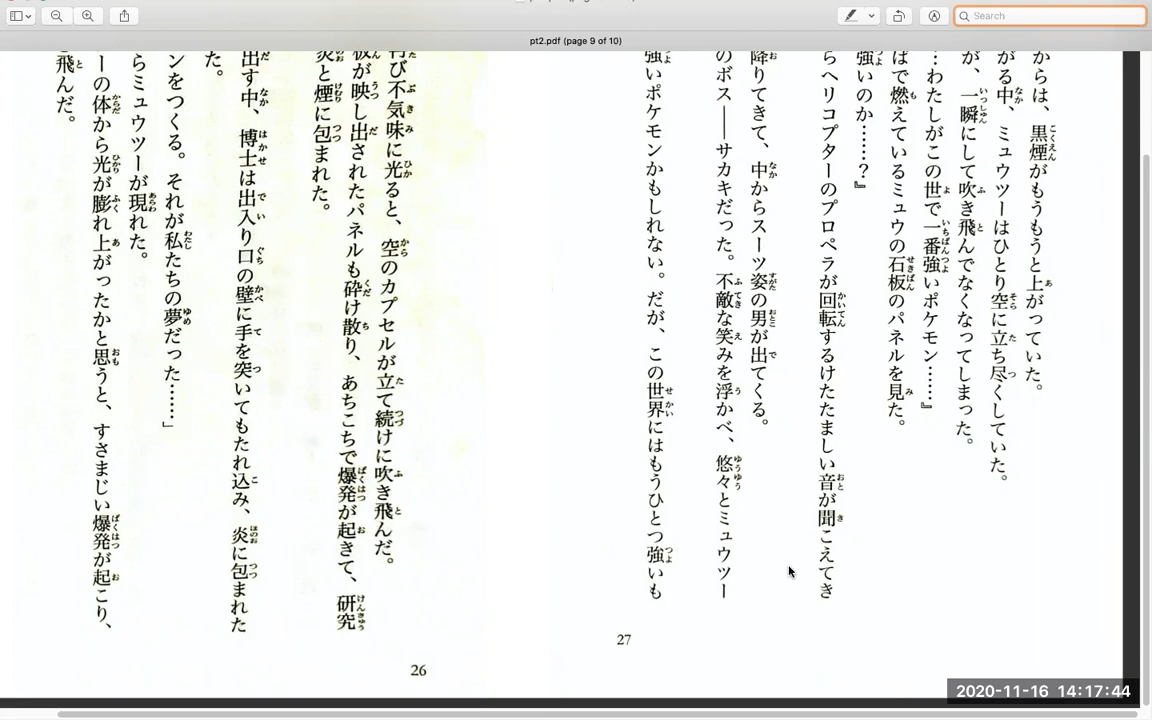 pt2.pdf (page 9 of 10)
Search
び不気味に光ると、空のカプセルが立て続けに吹き飛んだ。
板が映し出されたパネルも砕け散り、あちこちで爆発が起きて、研究
炎と煙に包まれた。
出す中、博士は出入り口の壁に手を突いてもたれ込み、炎に包まれた
た。
ンをつくる。それが私たちの夢だった……」
らミュウツーが現れた。
ーの体から光が膨れ上がったかと思うと、すさまじい爆発が起こり、
飛んだ。
26
からは、黒煙がもうもうと上がっていた。
がる中、ミュウツーはひとり空に立ち尽くしていた。
が、一瞬にして吹き飛んでなくなってしまった。
…わたしがこの世で一番強いポケモン……』
ばで燃えているミュウの石板のパネルを見た。
強いのか……？』
らヘリコプターのプロペラが回転するけたたましい音が聞こえてき
降りてきて、中からスーツ姿の男が出てくる。
のボス――サカキだった。不敵な笑みを浮かべ、悠々とミュウツー
強いポケモンかもしれない。だが、この世界にはもうひとつ強いも
27
2020-11-16 14:17:44